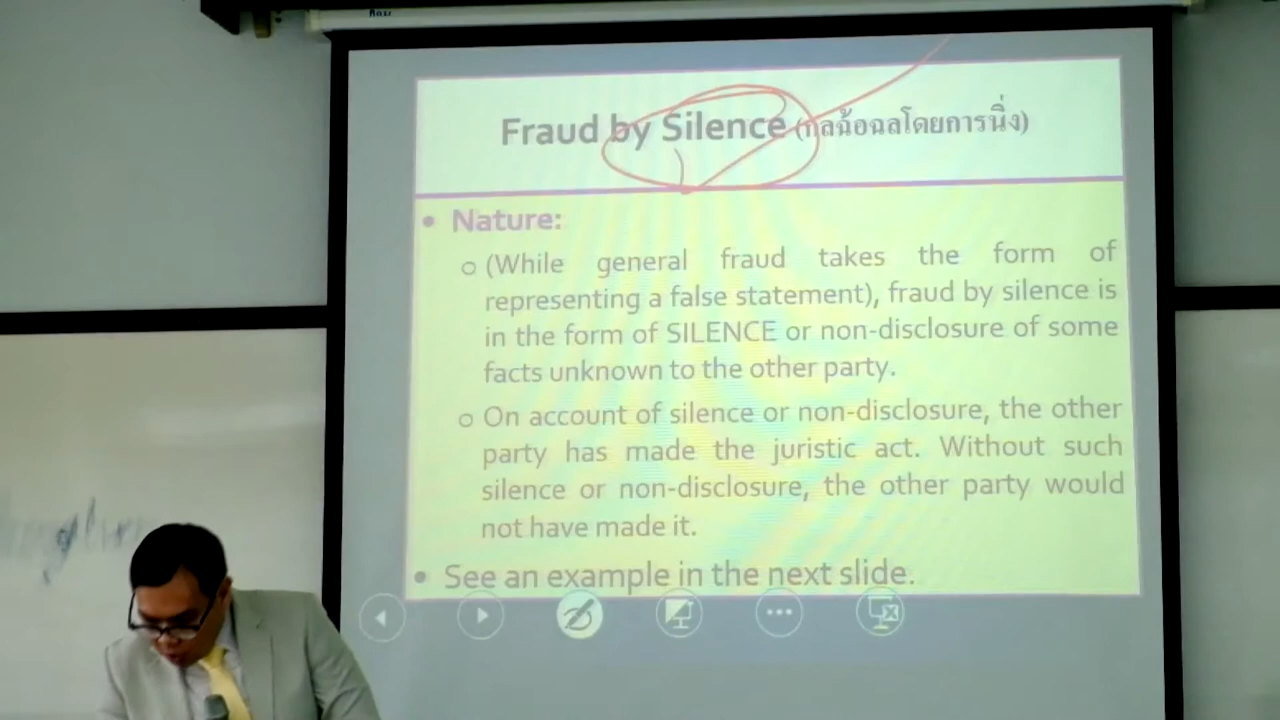 Fraud by Silence (กลฉ้อฉลโดยการนิ่ง)
• Nature:
o (While general fraud takes the form of
representing a false statement), fraud by silence is
in the form of SILENCE or non-disclosure of some
facts unknown to the other party.
o On account of silence or non-disclosure, the other
party has made the juristic act. Without such
silence or non-disclosure, the other party would
not have made it.
• See an example in the next slide.